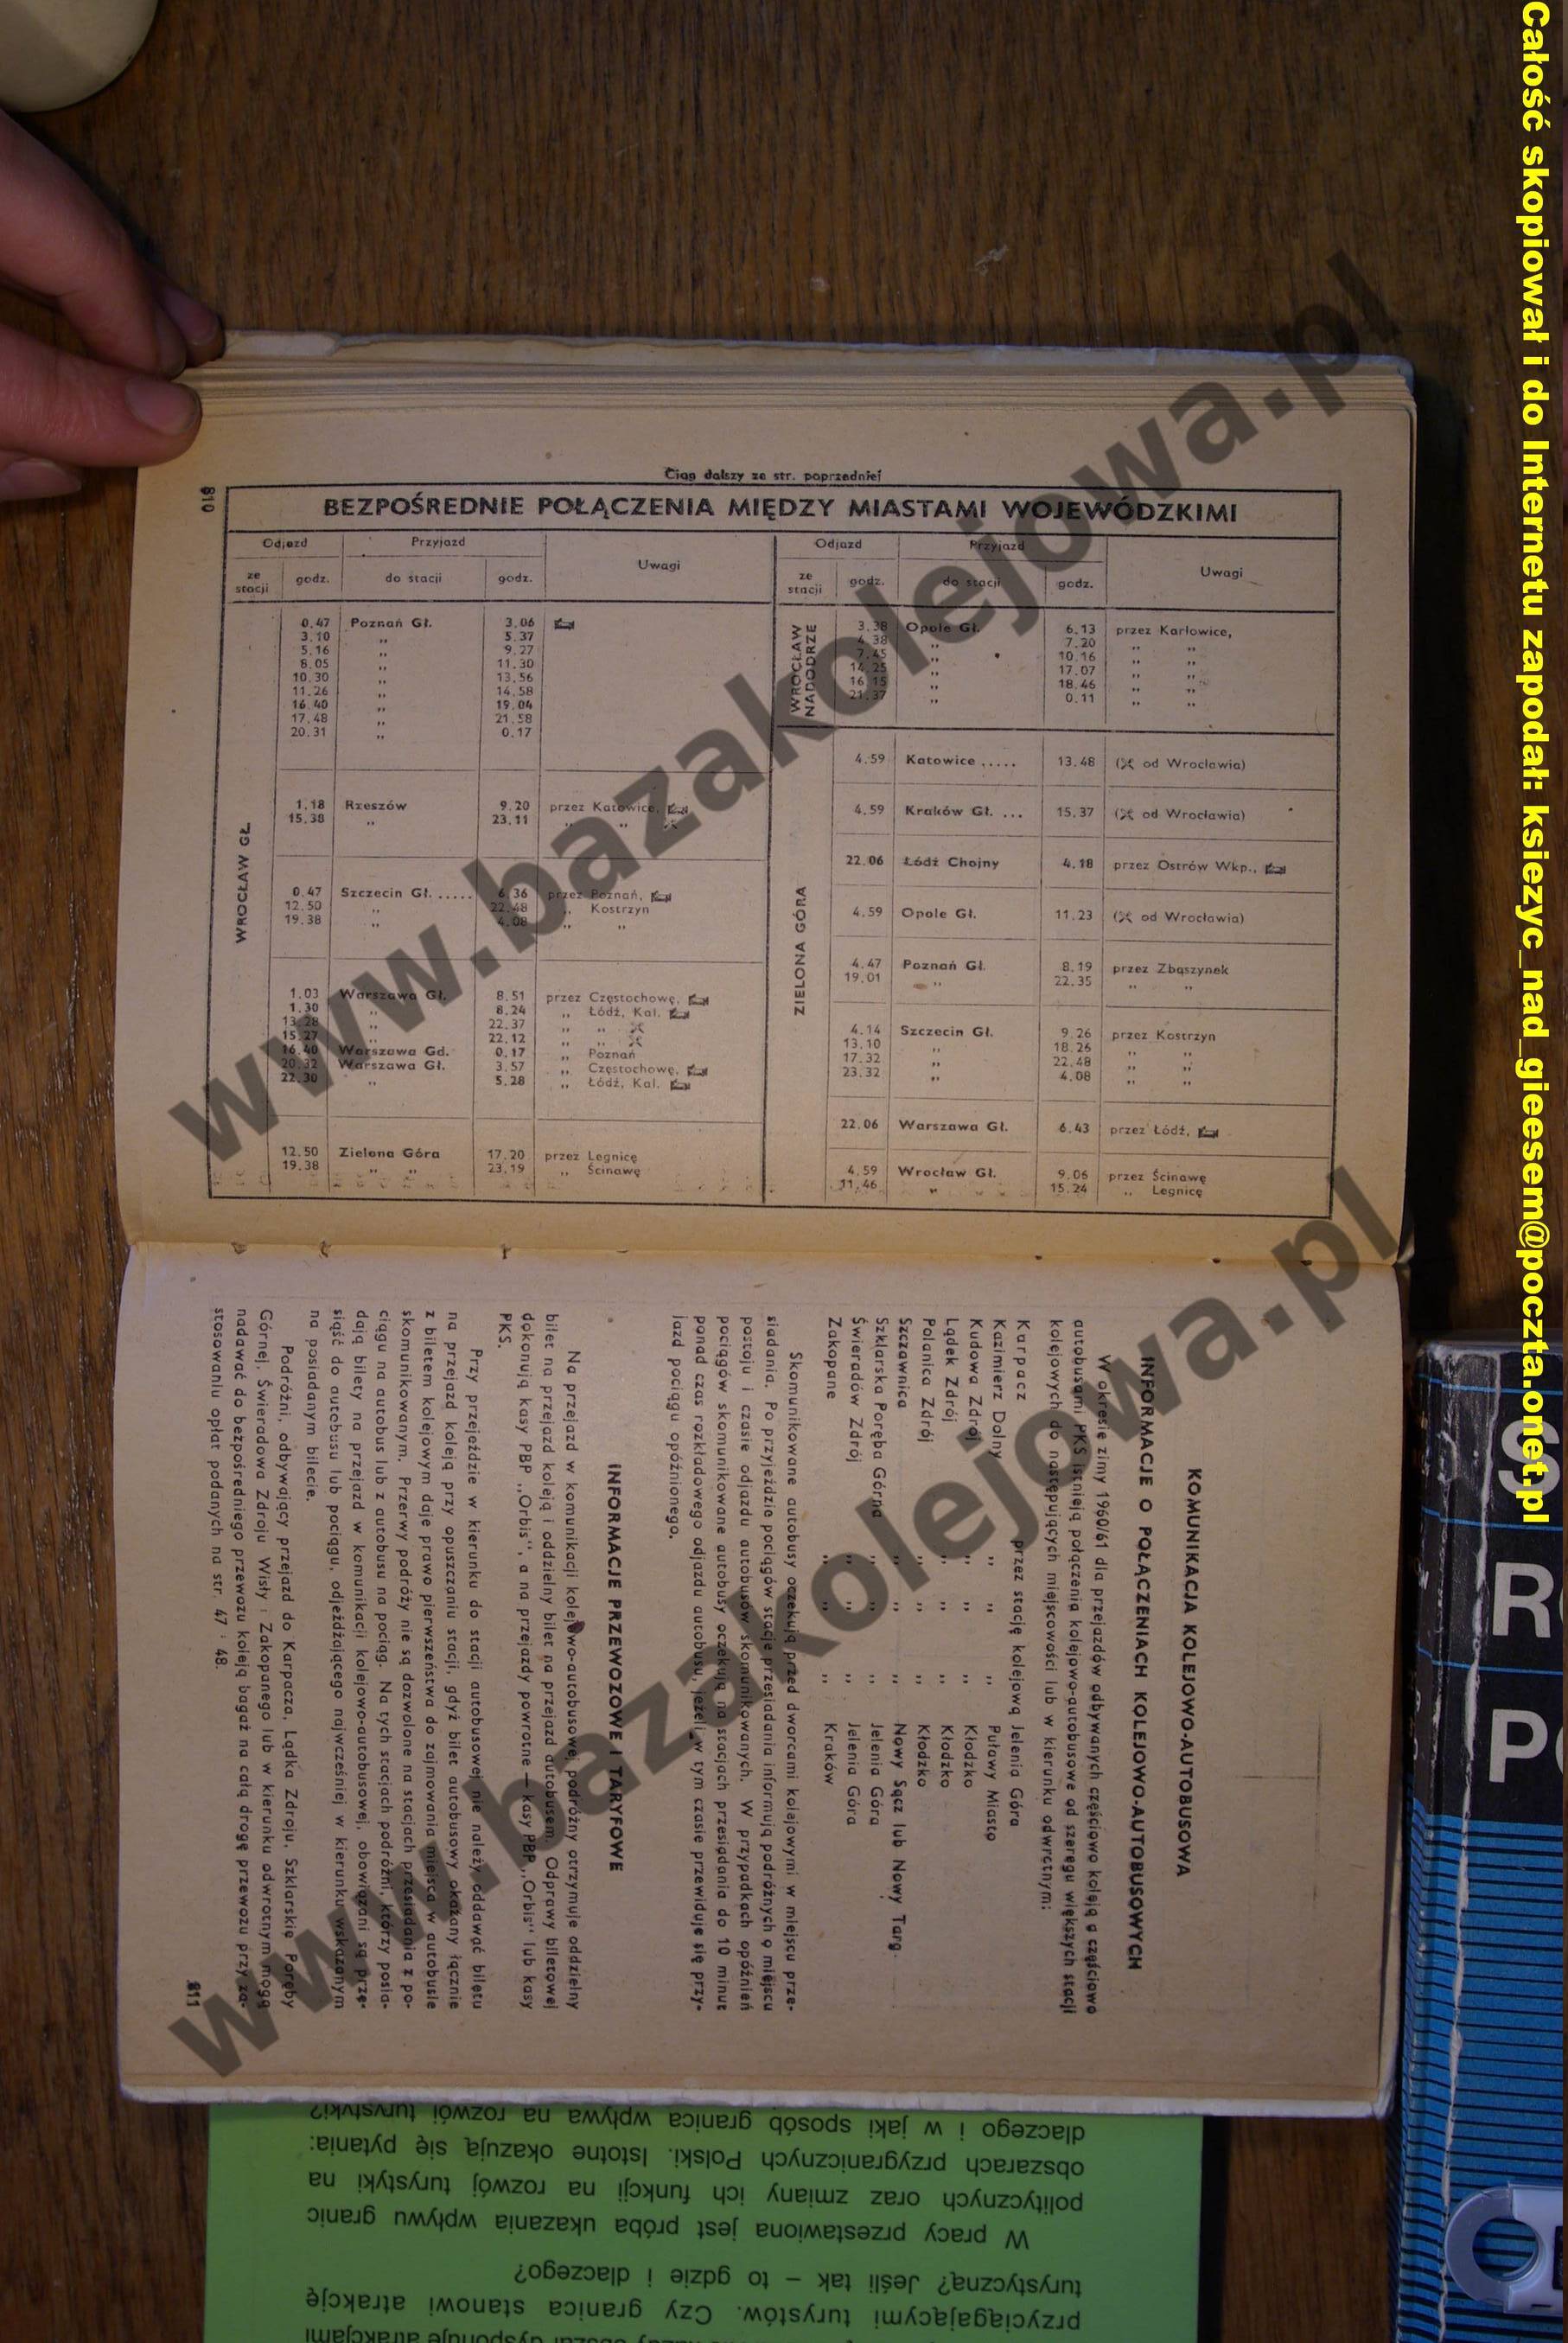 Całość skopiował i do Internetu zapodał: ksiezyc_nad_gieesem@poczta.onet.pl
Ciąg dalszy ze str. poprzedniej
810
BEZPOŚREDNIE POŁĄCZENIA MIĘDZY MIASTAMI WOJEWÓDZKIMI
Odjazd Przyjazd Uwagi
ze stacji godz. do stacji godz.
WROCŁAW GŁ.
0.47 Poznań Gł. 3.06
3.10 „ 5.37
5.16 „ 9.27
8.05 „ 11.30
10.30 „ 13.56
11.26 „ 14.58
16.40 „ 19.04
17.48 „ 21.58
20.31 „ 0.17
1.18 Rzeszów 9.20 przez Katowice,
15.38 „ 23.11 „ „
0.47 Szczecin Gł. ..... 6.36 przez Poznań,
12.50 „ 22.48 „ Kostrzyn
19.38 „ 4.08 „ „
1.03 Warszawa Gł. 8.51 przez Częstochowę,
1.30 „ 8.24 „ Łódź, Kal.
13.28 „ 22.37 „ „
15.27 „ 22.12 „ „
16.40 Warszawa Gd. 0.17 „ Poznań
20.32 Warszawa Gł. 3.57 „ Częstochowę,
22.30 „ 5.28 „ Łódź, Kal.
12.50 Zielona Góra 17.20 przez Legnicę
19.38 „ „ 23.19 „ Ścinawę
Odjazd Przyjazd Uwagi
ze stacji godz. do stacji godz.
WROCŁAW NADODRZE
3.38 Opole Gł. 6.13 przez Karłowice,
4.38 „ 7.20 „ „
7.45 „ 10.16 „ „
14.25 „ 17.07 „ „
16.15 „ 18.46 „ „
21.37 „ 0.11 „ „
ZIELONA GÓRA
4.59 Katowice ..... 13.48 ( od Wrocławia)
4.59 Kraków Gł. ... 15.37 ( od Wrocławia)
22.06 Łódź Chojny 4.18 przez Ostrów Wkp.,
4.59 Opole Gł. 11.23 ( od Wrocławia)
4.47 Poznań Gł. 8.19 przez Zbąszynek
19.01 „ 22.35 „ „
4.14 Szczecin Gł. 9.26 przez Kostrzyn
13.10 „ 18.26 „ „
17.32 „ 22.48 „ „
23.32 „ 4.08 „ „
22.06 Warszawa Gł. 6.43 przez Łódź,
4.59 Wrocław Gł. 9.06 przez Ścinawę
11.46 „ 15.24 „ Legnicę
KOMUNIKACJA KOLEJOWO-AUTOBUSOWA
INFORMACJE O POŁĄCZENIACH KOLEJOWO-AUTOBUSOWYCH
W okresie zimy 1960/61 dla przejazdów odbywanych częściowo koleją a częściowo
autobusami PKS istnieją połączenia kolejowo-autobusowe od szeregu większych stacji
kolejowych do następujących miejscowości lub w kierunku odwrotnym:
Karpacz przez stację kolejową Jelenia Góra
Kazimierz Dolny „ „ „ Puławy Miasto
Kudowa Zdrój „ „ „ Kłodzko
Lądek Zdrój „ „ „ Kłodzko
Polanica Zdrój „ „ „ Kłodzko
Szczawnica „ „ „ Nowy Sącz lub Nowy Targ
Szklarska Poręba Górna „ „ „ Jelenia Góra
Świeradów Zdrój „ „ „ Jelenia Góra
Zakopane „ „ „ Kraków
Skomunikowane autobusy oczekują przed dworcami kolejowymi w miejscu prze-
siadania. Po przyjeździe pociągów stacje przesiadania informują podróżnych o miejscu
postoju i czasie odjazdu autobusów skomunikowanych. W przypadkach opóźnień
pociągów skomunikowane autobusy oczekują na stacjach przesiadania do 10 minut
ponad czas rozkładowego odjazdu autobusu, jeżeli w tym czasie przewiduje się przy-
jazd pociągu opóźnionego.
INFORMACJE PRZEWOZOWE I TARYFOWE
Na przejazd w komunikacji kolejowo-autobusowej podróżny otrzymuje oddzielny
bilet na przejazd koleją i oddzielny bilet na przejazd autobusem. Odprawy biletowej
dokonują kasy PBP „Orbis", a na przejazdy powrotne — kasy PBP „Orbis" lub kasy
PKS.
Przy przejeździe w kierunku do stacji autobusowej nie należy oddawać biletu
na przejazd koleją przy opuszczaniu stacji, gdyż bilet autobusowy okazany łącznie
z biletem kolejowym daje prawo pierwszeństwa do zajmowania miejsca w autobusie
skomunikowanym. Przerwy podróży nie są dozwolone na stacjach przesiadania z po-
ciągu na autobus lub z autobusu na pociąg. Na tych stacjach podróżni, którzy posia-
dają bilety na przejazd w komunikacji kolejowo-autobusowej, obowiązani są prze-
siąść do autobusu lub pociągu, odjeżdżającego najwcześniej w kierunku wskazanym
na posiadanym bilecie.
Podróżni, odbywający przejazd do Karpacza, Lądka Zdroju, Szklarskiej Poręby
Górnej, Świeradowa Zdroju Wisły i Zakopanego lub w kierunku odwrotnym mogą
nadawać do bezpośredniego przewozu koleją bagaż na całą drogę przewozu przy za-
stosowaniu opłat podanych na str. 47 i 48.
811
www.bazakolejowa.pl
www.bazakolejowa.pl
S
R
P
przyciągającymi turystów. Czy granica stanowi atrakcję
turystyczną? Jeśli tak – to gdzie i dlaczego?
W pracy przestawiona jest próba ukazania wpływu granic
politycznych oraz zmiany ich funkcji na rozwój turystyki na
obszarach przygranicznych Polski. Istotne okazują się pytania:
dlaczego i w jaki sposób granica wpływa na rozwój turystyki?